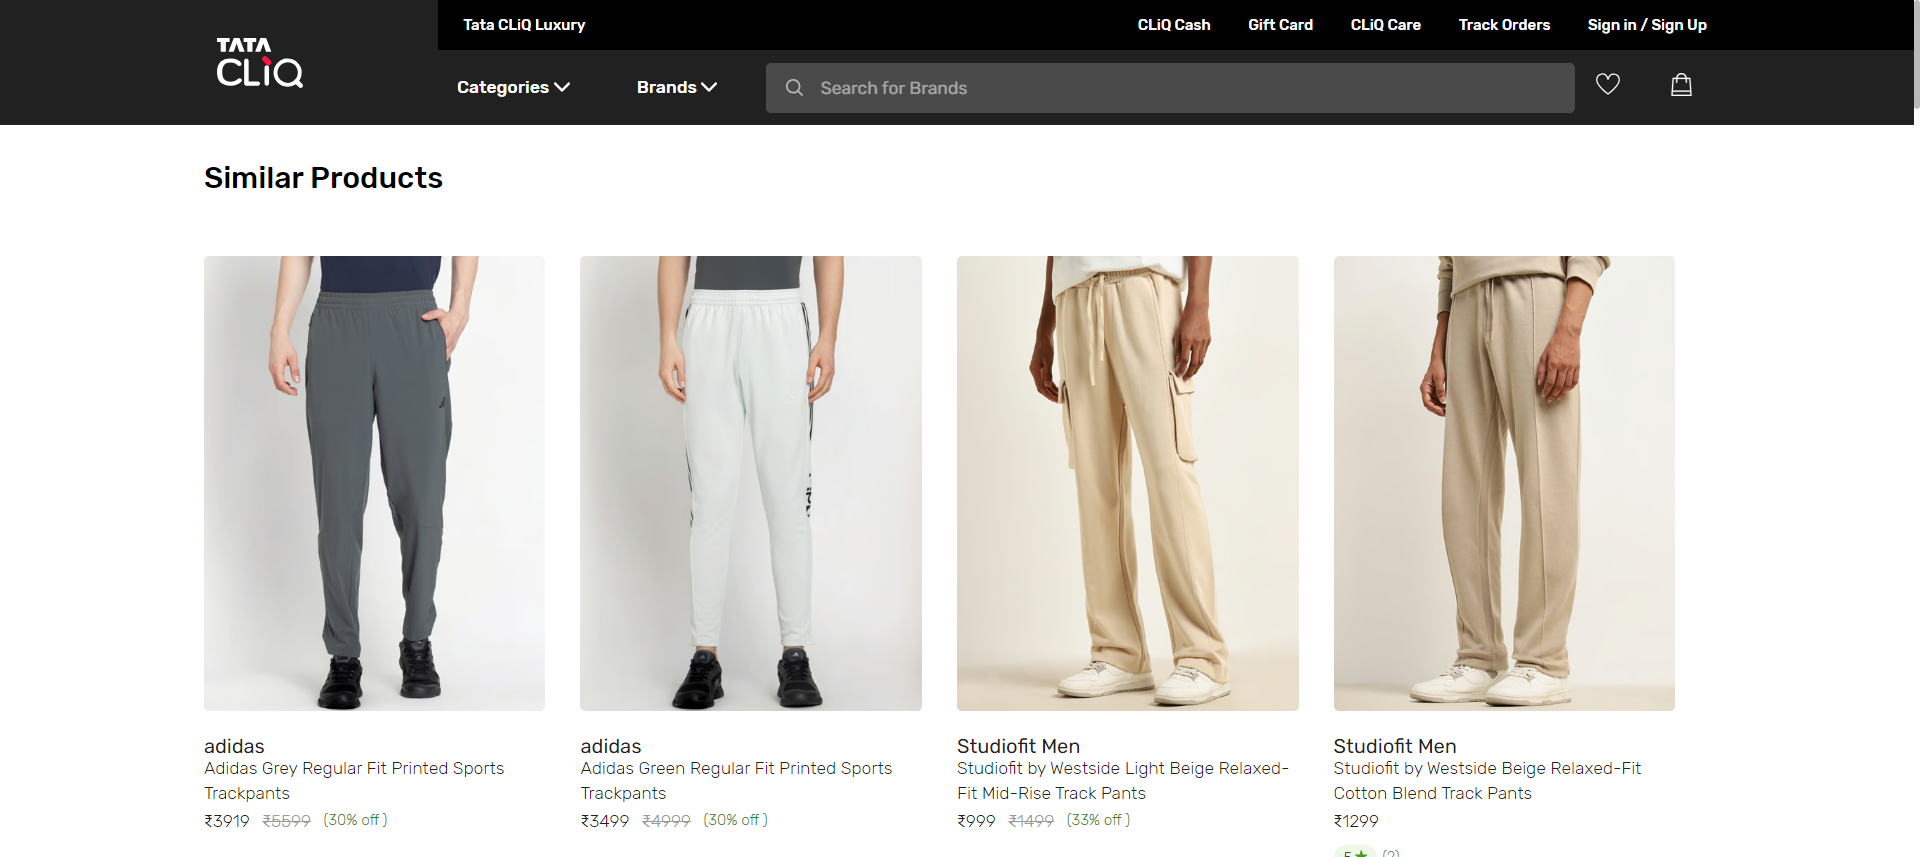 Tata CLiQ Luxury
CLiQ Cash
Gift Card
CLiQ Care
Track Orders
Sign in / Sign Up
TATA
CLiQ
Categories
Brands
Search for Brands
Similar Products
adidas
Adidas Grey Regular Fit Printed Sports
Trackpants
₹3919 ₹5599 (30% off )
adidas
Adidas Green Regular Fit Printed Sports
Trackpants
₹3499 ₹4999 (30% off )
Studiofit Men
Studiofit by Westside Light Beige Relaxed-
Fit Mid-Rise Track Pants
₹999 ₹1499 (33% off )
Studiofit Men
Studiofit by Westside Beige Relaxed-Fit
Cotton Blend Track Pants
₹1299
5★ (2)